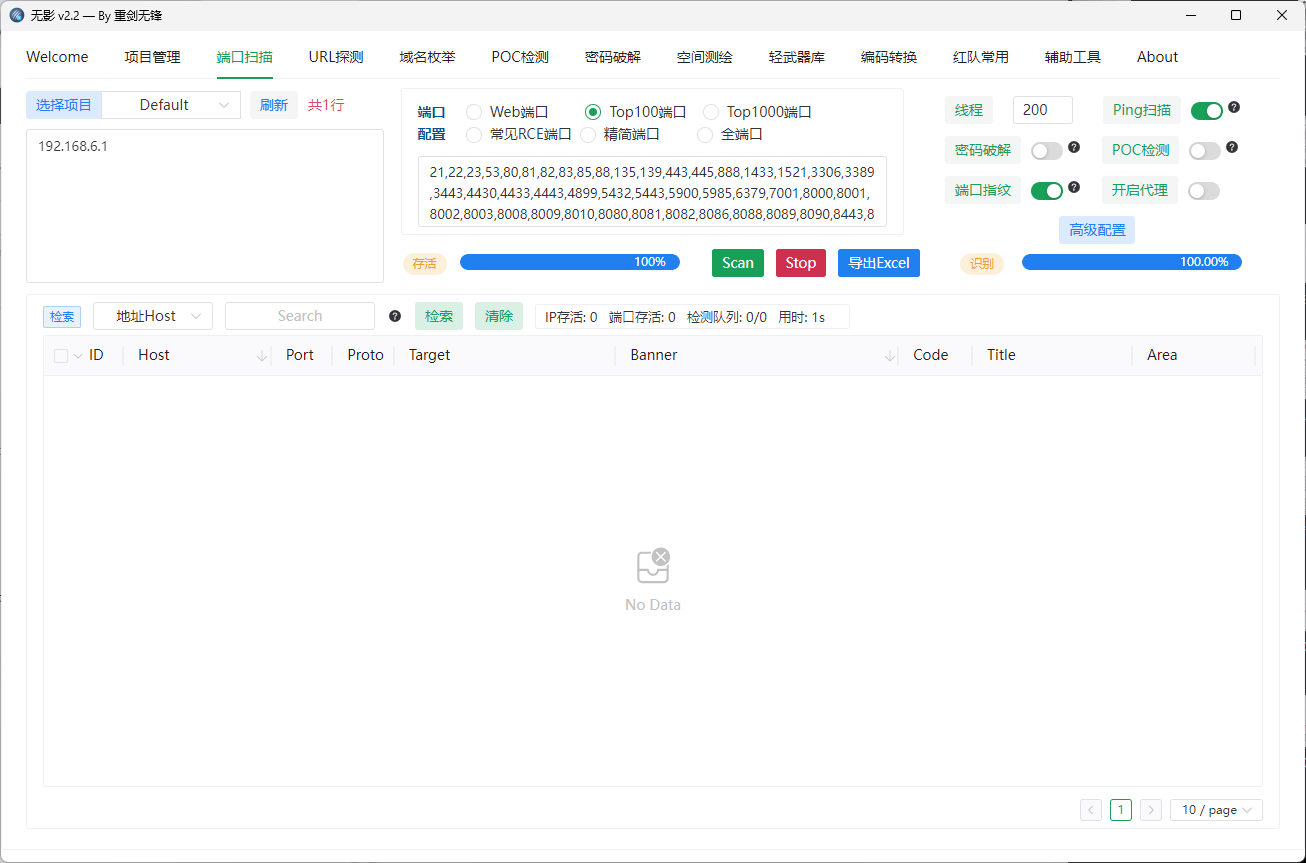 无影 v2.2 — By 重剑无锋
Welcome 项目管理 端口扫描 URL探测 域名枚举 POC检测 密码破解 空间测绘 轻武器库 编码转换 红队常用 辅助工具 About
选择项目 Default 刷新 共1行
192.168.6.1
端口 Web端口 Top100端口 Top1000端口
配置 常见RCE端口 精简端口 全端口
21,22,23,53,80,81,82,83,85,88,135,139,443,445,888,1433,1521,3306,3389
,3443,4430,4433,4443,4899,5432,5443,5900,5985,6379,7001,8000,8001,
8002,8003,8008,8009,8010,8080,8081,8082,8086,8088,8089,8090,8443,8
线程 200 Ping扫描
密码破解 POC检测
端口指纹 开启代理
高级配置
存活 100% Scan Stop 导出Excel 识别 100.00%
检索 地址Host Search 检索 清除 IP存活: 0 端口存活: 0 检测队列: 0/0 用时: 1s
ID Host Port Proto Target Banner Code Title Area
No Data
1 10 / page